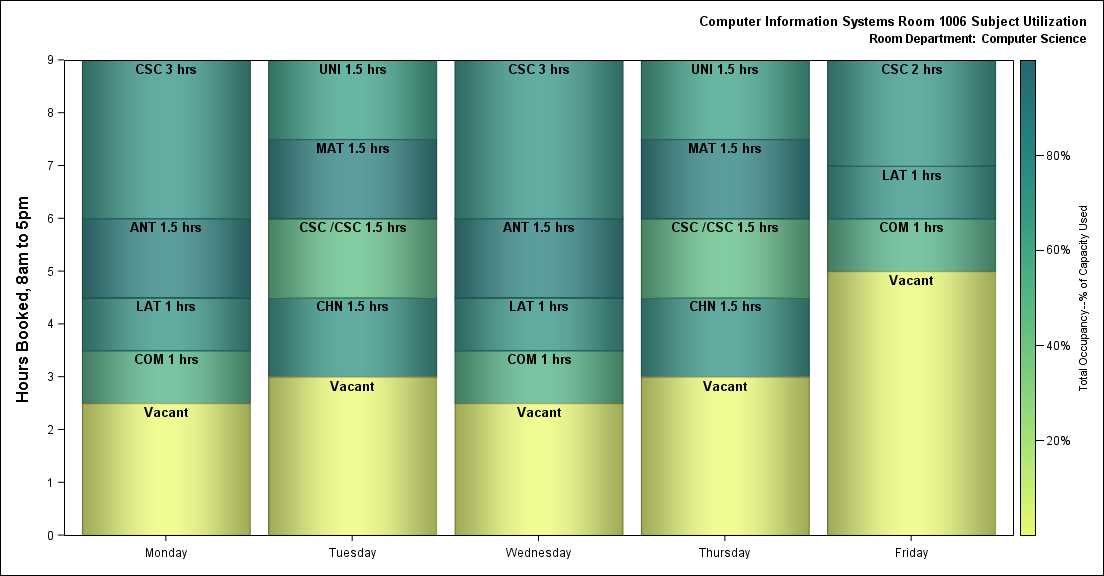 Computer Information Systems Room 1006 Subject Utilization
Room Department: Computer Science
Hours Booked, 8am to 5pm
9
8
7
6
5
4
3
2
1
0
CSC 3 hrs
ANT 1.5 hrs
LAT 1 hrs
COM 1 hrs
Vacant
Monday
UNI 1.5 hrs
MAT 1.5 hrs
CSC /CSC 1.5 hrs
CHN 1.5 hrs
Vacant
Tuesday
CSC 3 hrs
ANT 1.5 hrs
LAT 1 hrs
COM 1 hrs
Vacant
Wednesday
UNI 1.5 hrs
MAT 1.5 hrs
CSC /CSC 1.5 hrs
CHN 1.5 hrs
Vacant
Thursday
CSC 2 hrs
LAT 1 hrs
COM 1 hrs
Vacant
Friday
80%
60%
40%
20%
Total Occupancy--% of Capacity Used